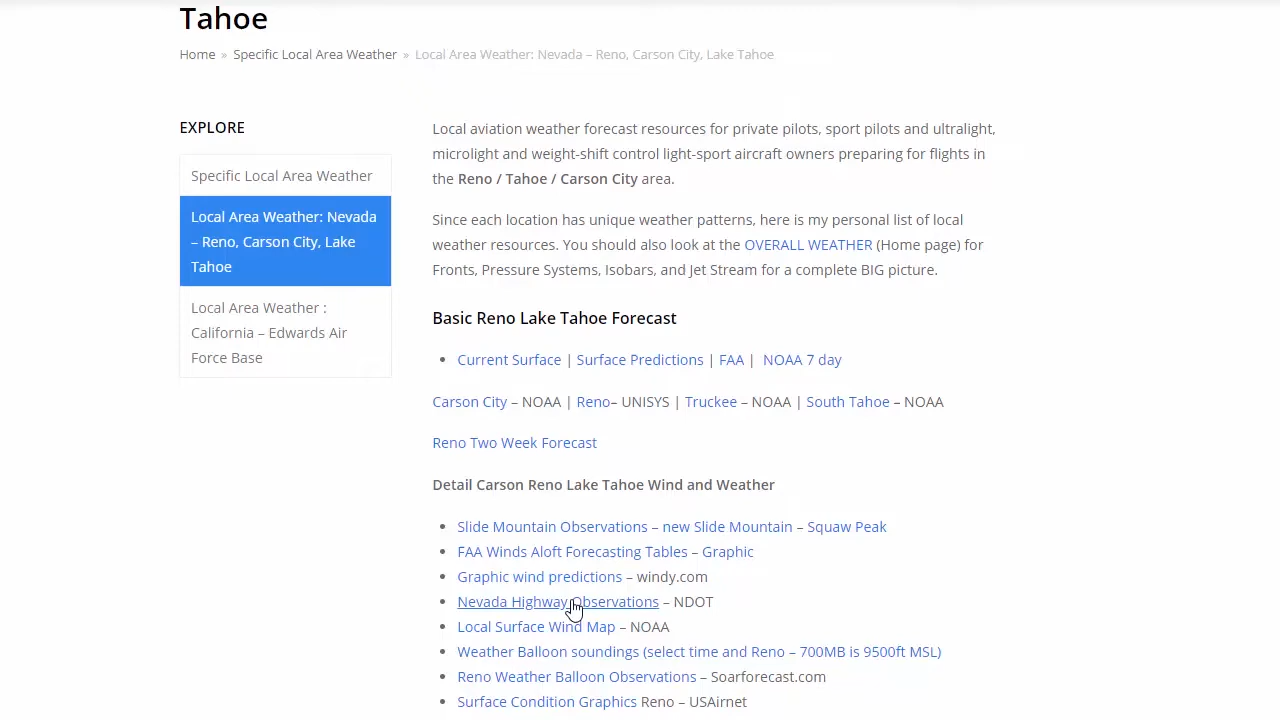 Tahoe
Home » Specific Local Area Weather » Local Area Weather: Nevada – Reno, Carson City, Lake Tahoe
EXPLORE
Specific Local Area Weather
Local Area Weather: Nevada
– Reno, Carson City, Lake
Tahoe
Local Area Weather :
California – Edwards Air
Force Base
Local aviation weather forecast resources for private pilots, sport pilots and ultralight,
microlight and weight-shift control light-sport aircraft owners preparing for flights in
the Reno / Tahoe / Carson City area.
Since each location has unique weather patterns, here is my personal list of local
weather resources. You should also look at the OVERALL WEATHER (Home page) for
Fronts, Pressure Systems, Isobars, and Jet Stream for a complete BIG picture.
Basic Reno Lake Tahoe Forecast
• Current Surface | Surface Predictions | FAA | NOAA 7 day
Carson City – NOAA | Reno– UNISYS | Truckee – NOAA | South Tahoe – NOAA
Reno Two Week Forecast
Detail Carson Reno Lake Tahoe Wind and Weather
• Slide Mountain Observations – new Slide Mountain – Squaw Peak
• FAA Winds Aloft Forecasting Tables – Graphic
• Graphic wind predictions – windy.com
• Nevada Highway Observations – NDOT
• Local Surface Wind Map – NOAA
• Weather Balloon soundings (select time and Reno – 700MB is 9500ft MSL)
• Reno Weather Balloon Observations – Soarforecast.com
• Surface Condition Graphics Reno – USAirnet